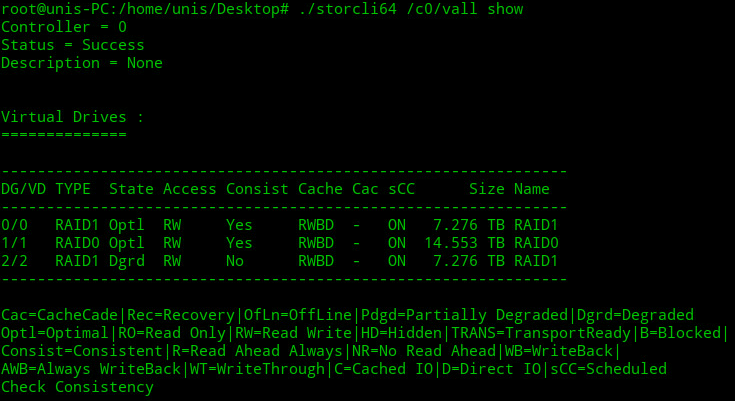 root@unis-PC:/home/unis/Desktop# ./storcli64 /c0/vall show
Controller = 0
Status = Success
Description = None
Virtual Drives :
==============
---------------------------------------------------------------
DG/VD TYPE  State Access Consist Cache Cac sCC      Size Name
---------------------------------------------------------------
0/0   RAID1 Optl  RW     Yes     RWBD  -   ON   7.276 TB RAID1
1/1   RAID0 Optl  RW     Yes     RWBD  -   ON  14.553 TB RAID0
2/2   RAID1 Dgrd  RW     No      RWBD  -   ON   7.276 TB RAID1
---------------------------------------------------------------
Cac=CacheCade|Rec=Recovery|OfLn=OffLine|Pdgd=Partially Degraded|Dgrd=Degraded
Optl=Optimal|RO=Read Only|RW=Read Write|HD=Hidden|TRANS=TransportReady|B=Blocked|
Consist=Consistent|R=Read Ahead Always|NR=No Read Ahead|WB=WriteBack|
AWB=Always WriteBack|WT=WriteThrough|C=Cached IO|D=Direct IO|sCC=Scheduled
Check Consistency